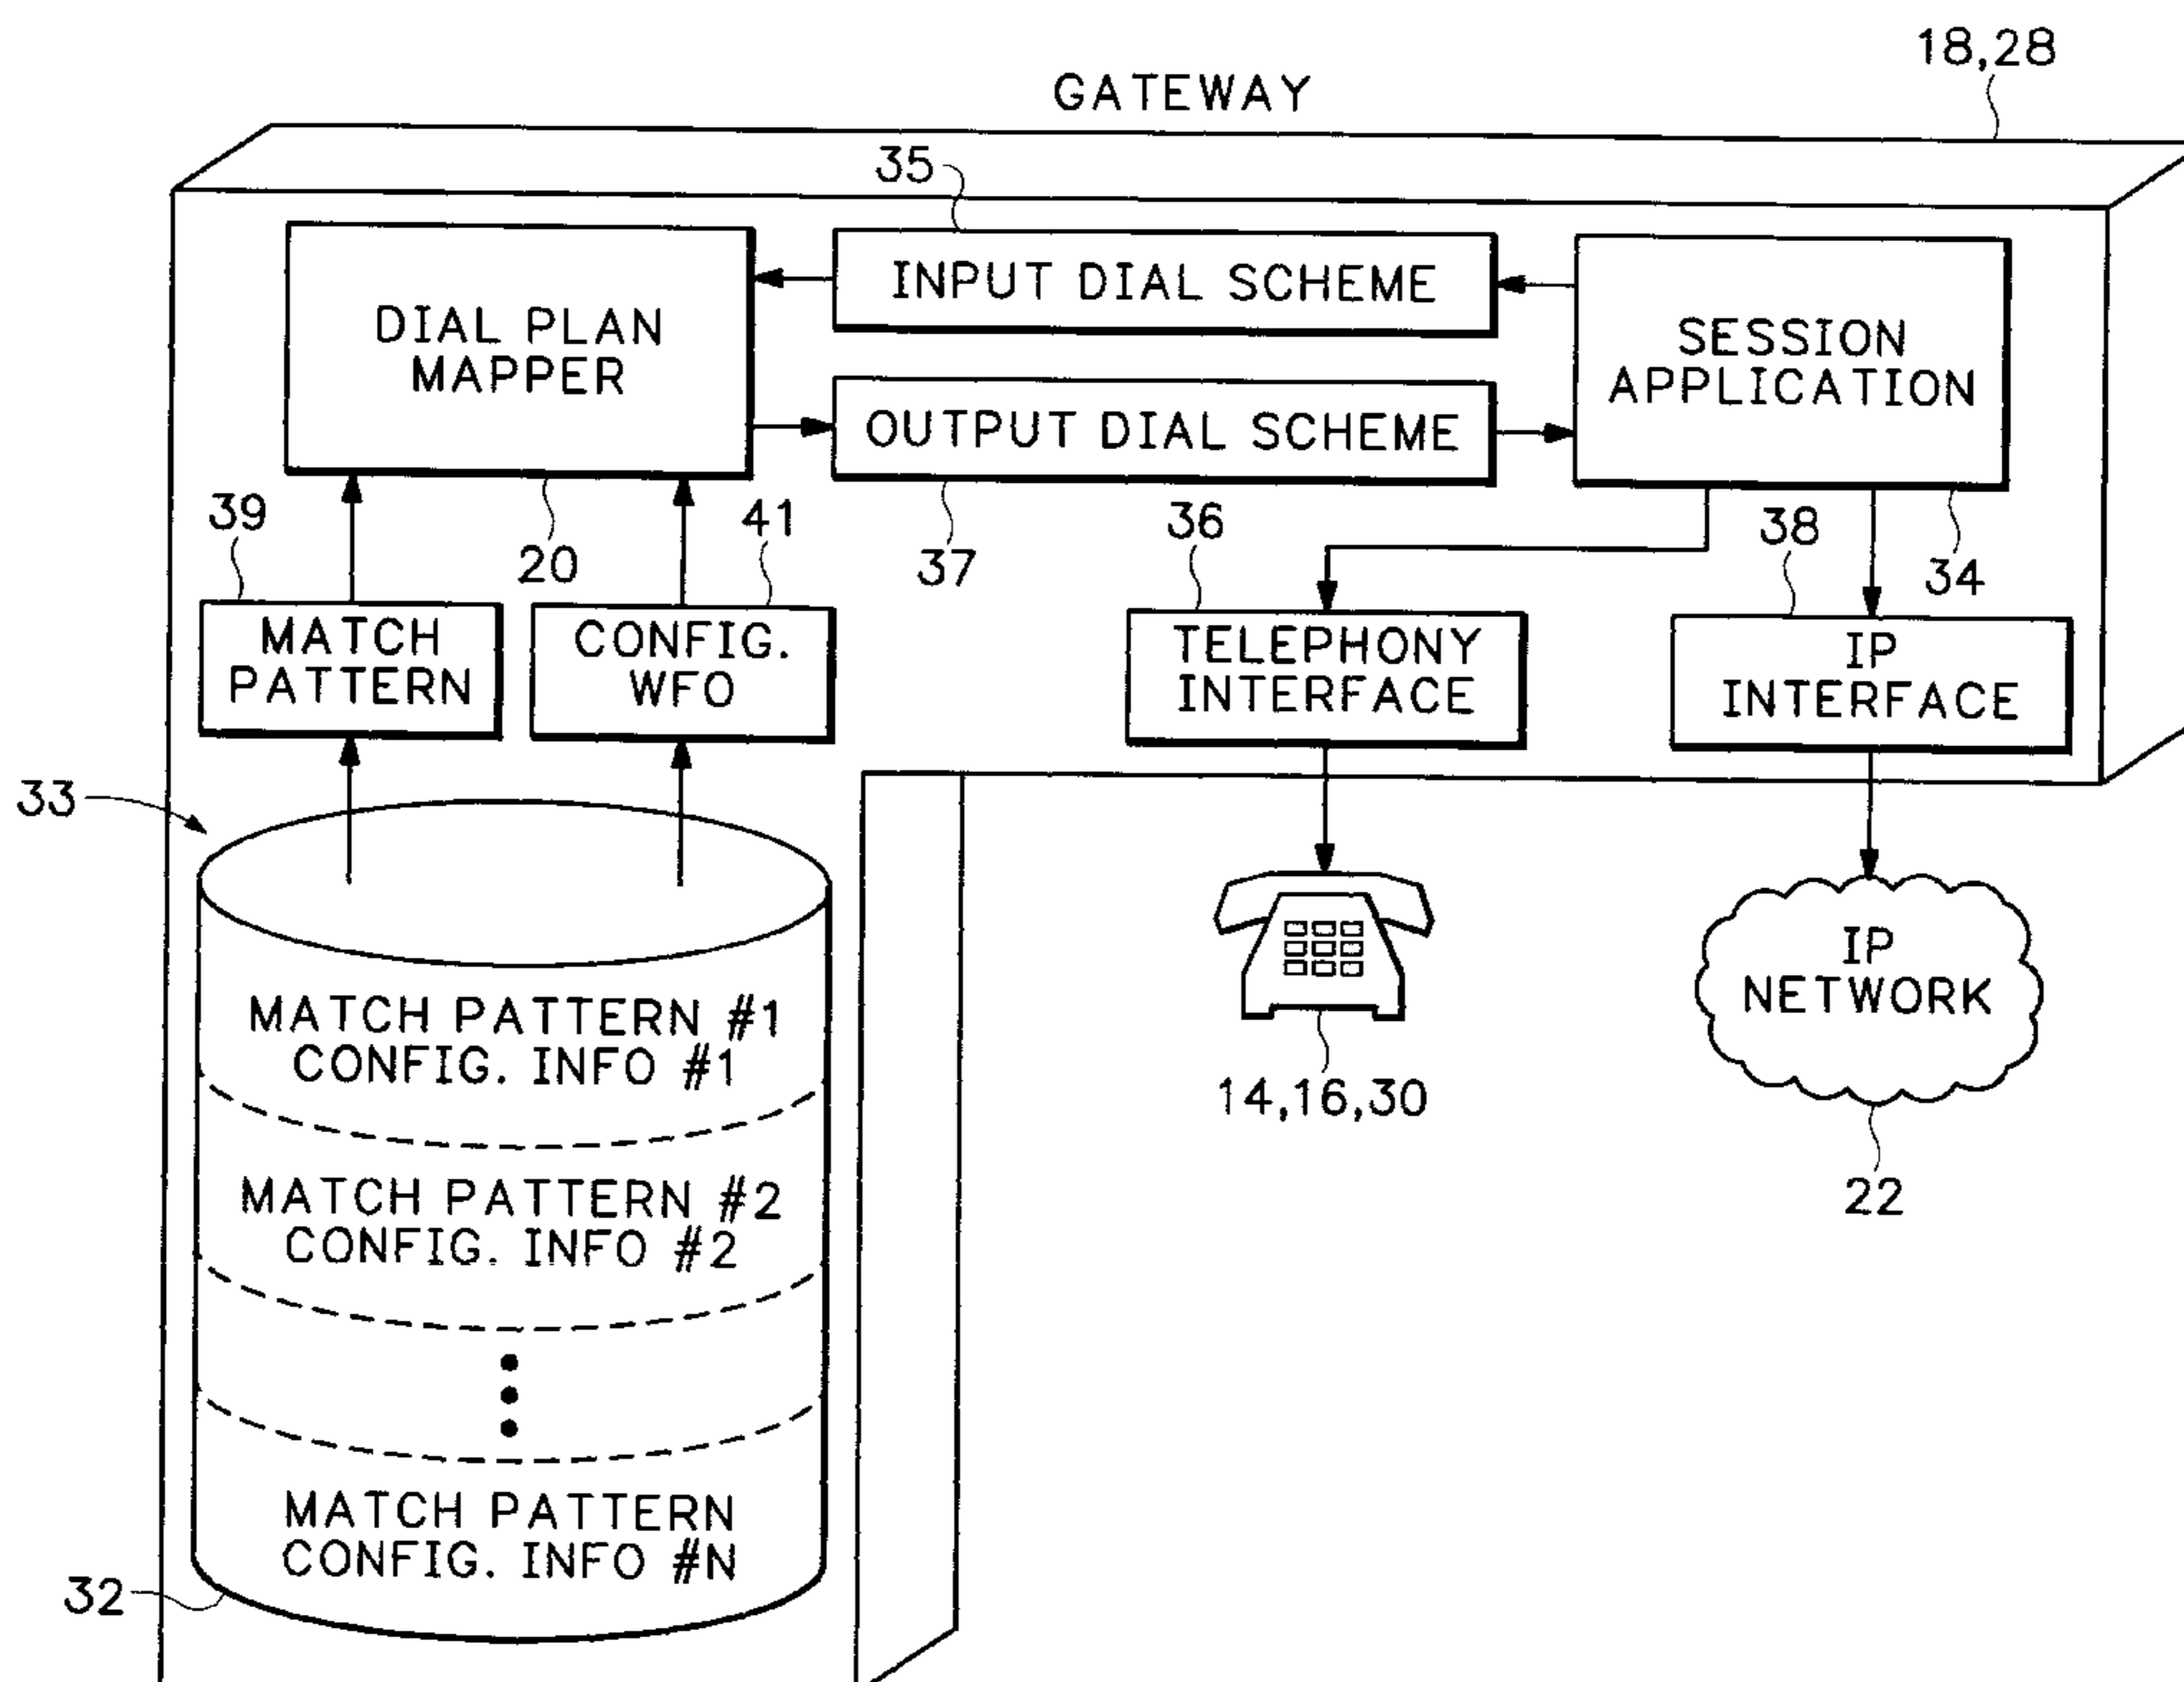 18,28
GATEWAY
35
INPUT DIAL SCHEME
DIAL PLAN
MAPPER
SESSION
APPLICATION
OUTPUT DIAL SCHEME
39
41
20
37
36
38
34
MATCH
PATTERN
CONFIG.
WFO
TELEPHONY
INTERFACE
IP
INTERFACE
33
IP
NETWORK
MATCH PATTERN #1
CONFIG. INFO #1
14,16,30
22
MATCH PATTERN #2
CONFIG. INFO #2
MATCH PATTERN
CONFIG. INFO #N
32